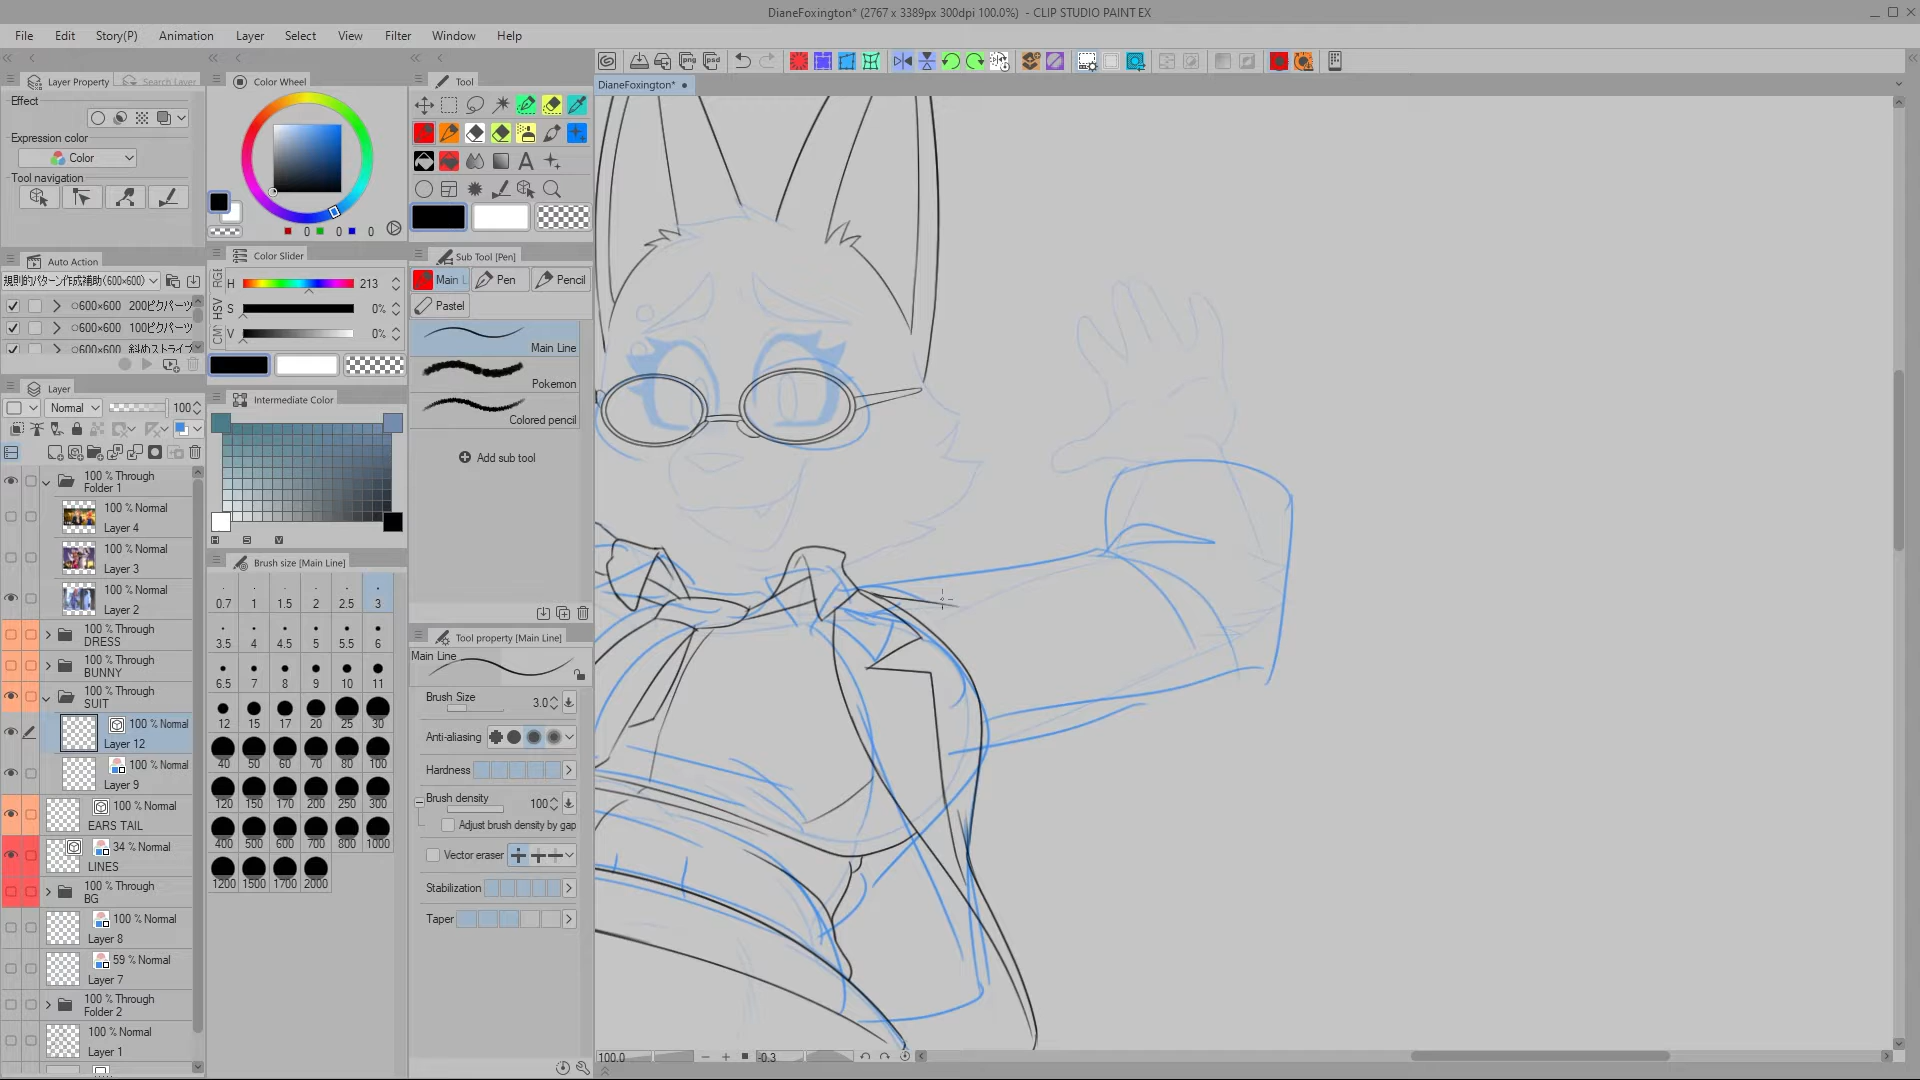 DianeFoxington* (2767 x 3389px 300dpi 100.0%) - CLIP STUDIO PAINT EX
File Edit Story(P) Animation Layer Select View Filter Window Help
Layer Property Search Layer
Effect
Expression color
Color
Tool navigation
Auto Action
規則的パターン作成補助(600×600)
○600×600 200ピクパーツ
○600×600 100ピクパーツ
○600×600 斜めストライプ
Layer
Normal 100
100 % Through
Folder 1
100 % Normal
Layer 4
100 % Normal
Layer 3
100 % Normal
Layer 2
100 % Through
DRESS
100 % Through
BUNNY
100 % Through
SUIT
100 % Normal
Layer 12
100 % Normal
Layer 9
100 % Normal
EARS TAIL
34 % Normal
LINES
100 % Through
BG
100 % Normal
Layer 8
59 % Normal
Layer 7
100 % Through
Folder 2
100 % Normal
Layer 1
Color Wheel
0 0 0
Color Slider
RGB
HSV
H 213
S 0%
V 0%
Intermediate Color
H S V
Brush size [Main Line]
0.7 1 1.5 2 2.5 3
3.5 4 4.5 5 5.5 6
6.5 7 8 9 10 11
12 15 17 20 25 30
40 50 60 70 80 100
120 150 170 200 250 300
400 500 600 700 800 1000
1200 1500 1700 2000
Tool
Sub Tool [Pen]
Main L Pen Pencil
Pastel
Main Line
Pokemon
Colored pencil
Add sub tool
Tool property [Main Line]
Main Line
Brush Size 3.0
Anti-aliasing
Hardness
Brush density 100
Adjust brush density by gap
Vector eraser
Stabilization
Taper
DianeFoxington*
100.0 -0.3